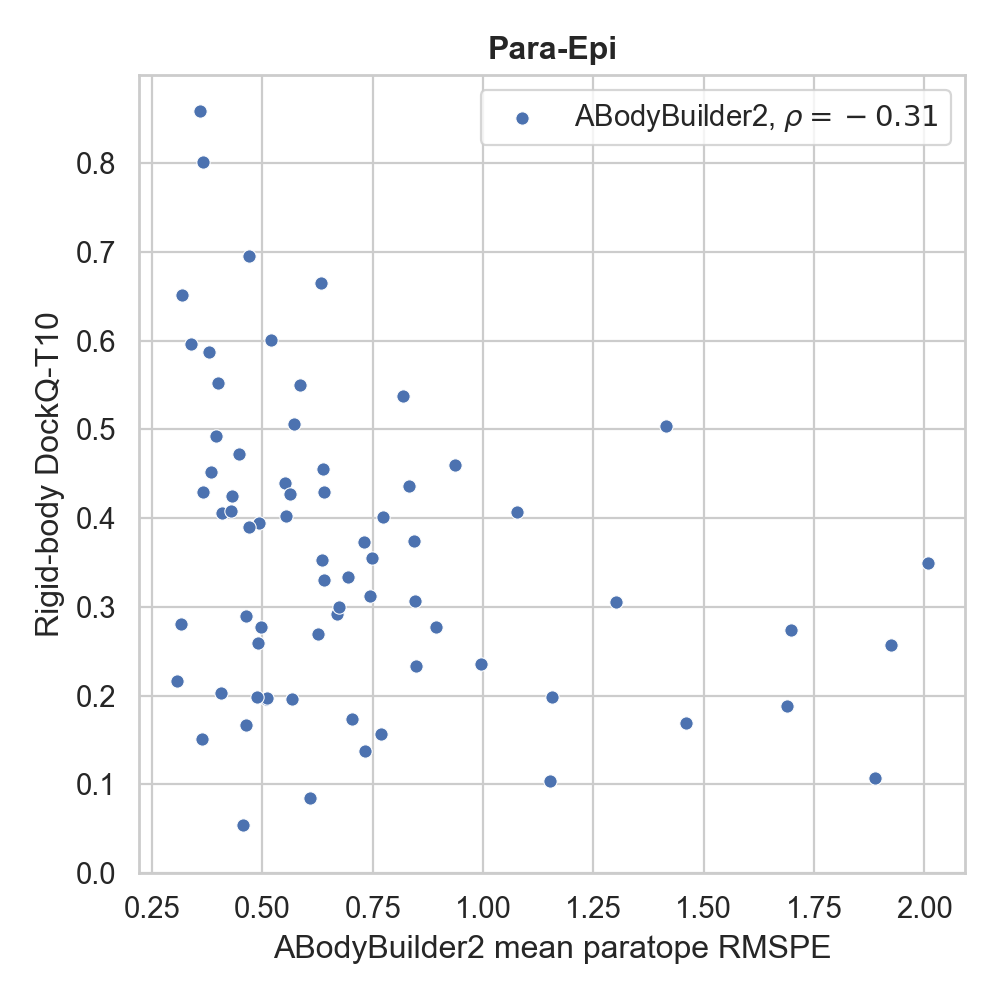 Para-Epi
ABodyBuilder2, ρ = − 0.31
Rigid-body DockQ-T10
0.8
0.7
0.6
0.5
0.4
0.3
0.2
0.1
0.0
0.25 0.50 0.75 1.00 1.25 1.50 1.75 2.00
ABodyBuilder2 mean paratope RMSPE